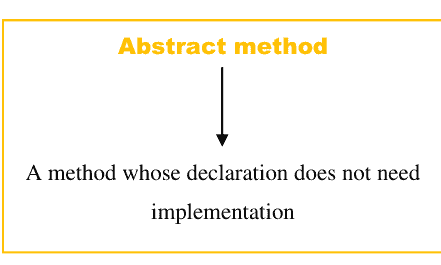 Abstract method
A method whose declaration does not need
implementation